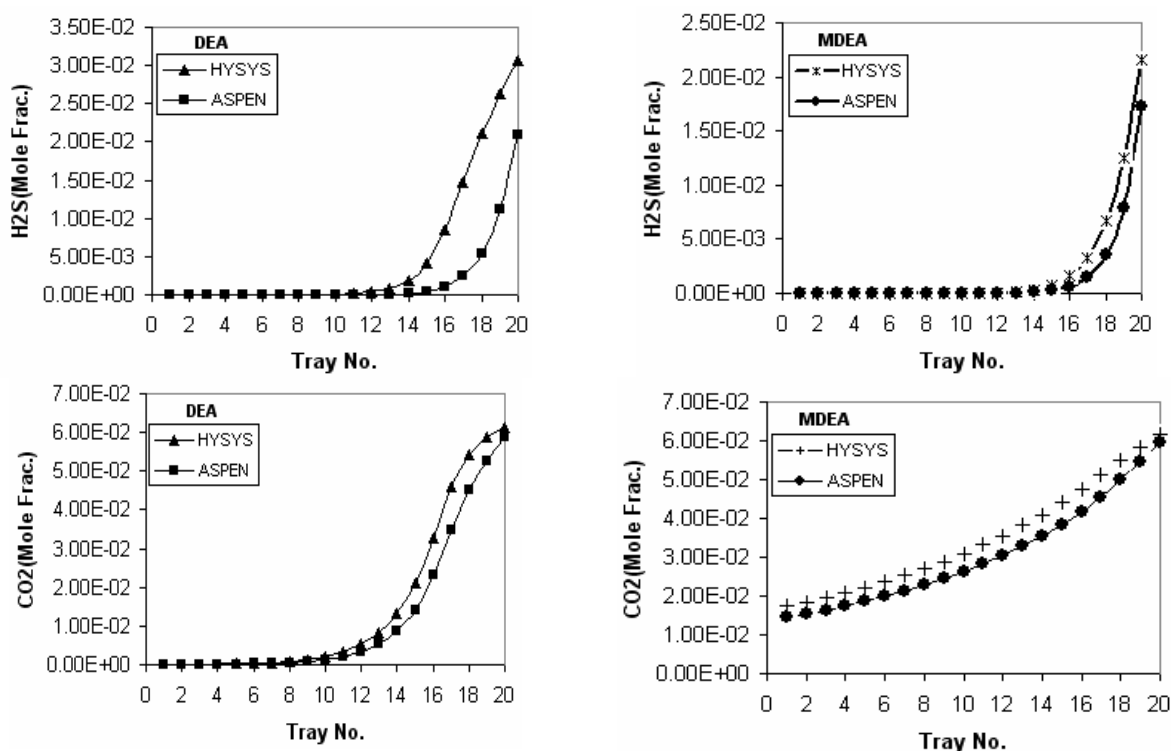 DEA
HYSYS
ASPEN
H2S(Mole Frac.)
3.50E-02
3.00E-02
2.50E-02
2.00E-02
1.50E-02
1.00E-02
5.00E-03
0.00E+00
0 2 4 6 8 10 12 14 16 18 20
Tray No.
MDEA
HYSYS
ASPEN
H2S(Mole Frac.)
2.50E-02
2.00E-02
1.50E-02
1.00E-02
5.00E-03
0.00E+00
0 2 4 6 8 10 12 14 16 18 20
Tray No.
DEA
HYSYS
ASPEN
CO2(Mole Frac.)
7.00E-02
6.00E-02
5.00E-02
4.00E-02
3.00E-02
2.00E-02
1.00E-02
0.00E+00
0 2 4 6 8 10 12 14 16 18 20
Tray No.
MDEA
HYSYS
ASPEN
CO2(Mole Frac.)
7.00E-02
6.00E-02
5.00E-02
4.00E-02
3.00E-02
2.00E-02
1.00E-02
0.00E+00
0 2 4 6 8 10 12 14 16 18 20
Tray No.